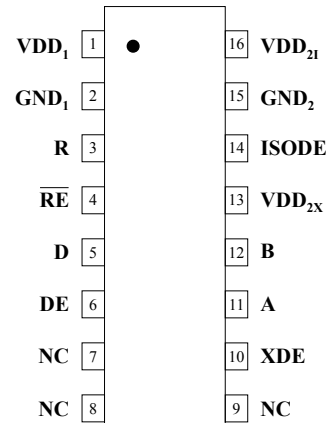 VDD₁ 1 16 VDD₂I
GND₁ 2 15 GND₂
R 3 14 ISODE
R̅E̅ 4 13 VDD₂X
D 5 12 B
DE 6 11 A
NC 7 10 XDE
NC 8 9 NC